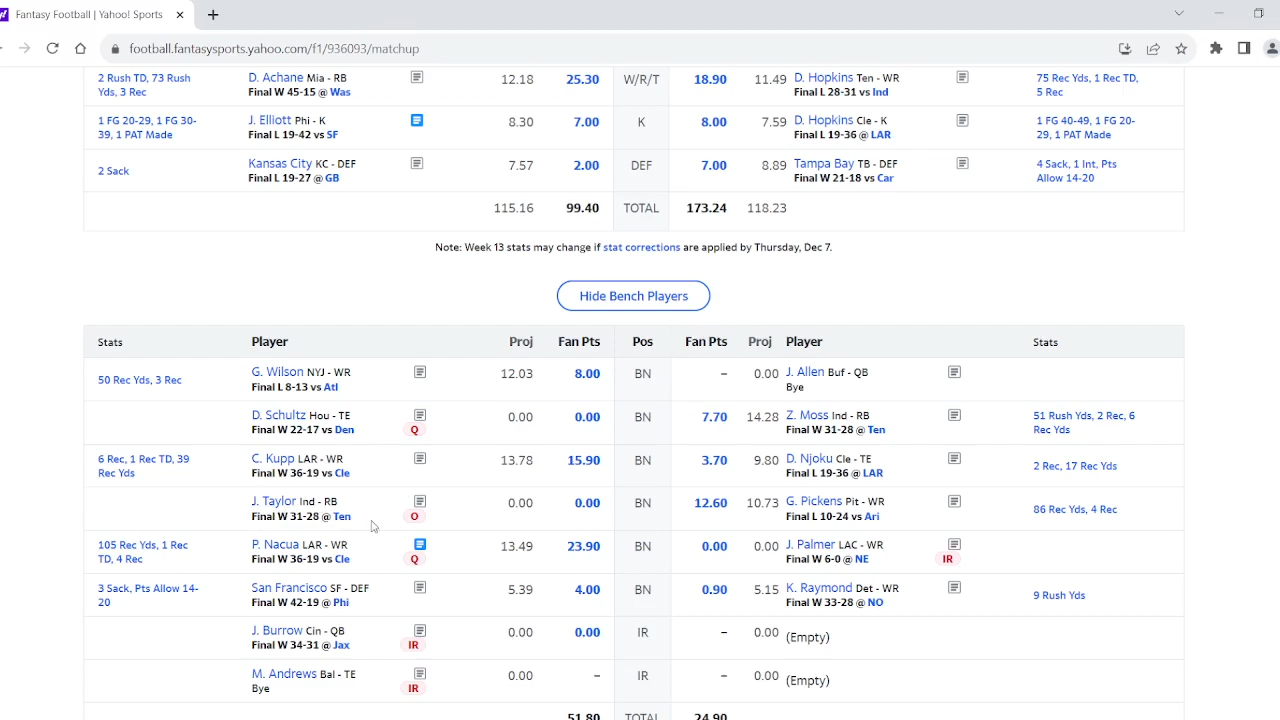 Fantasy Football | Yahoo! Sports
football.fantasysports.yahoo.com/f1/936093/matchup
2 Rush TD, 73 Rush D. Achane Mia - RB 12.18 25.30 W/R/T 18.90 11.49 D. Hopkins Ten - WR 75 Rec Yds, 1 Rec TD,
Yds, 3 Rec Final W 45-15 @ Was Final L 28-31 vs Ind 5 Rec
1 FG 20-29, 1 FG 30- J. Elliott Phi - K 8.30 7.00 K 8.00 7.59 D. Hopkins Cle - K 1 FG 40-49, 1 FG 20-
39, 1 PAT Made Final L 19-42 vs SF Final L 19-36 @ LAR 29, 1 PAT Made
2 Sack Kansas City KC - DEF 7.57 2.00 DEF 7.00 8.89 Tampa Bay TB - DEF 4 Sack, 1 Int, Pts
Final L 19-27 @ GB Final W 21-18 vs Car Allow 14-20
115.16 99.40 TOTAL 173.24 118.23
Note: Week 13 stats may change if stat corrections are applied by Thursday, Dec 7.
Hide Bench Players
Stats Player Proj Fan Pts Pos Fan Pts Proj Player Stats
50 Rec Yds, 3 Rec G. Wilson NYJ - WR 12.03 8.00 BN – 0.00 J. Allen Buf - QB
Final L 8-13 vs Atl Bye
D. Schultz Hou - TE 0.00 0.00 BN 7.70 14.28 Z. Moss Ind - RB 51 Rush Yds, 2 Rec, 6
Final W 22-17 vs Den Q Final W 31-28 @ Ten Rec Yds
6 Rec, 1 Rec TD, 39 C. Kupp LAR - WR 13.78 15.90 BN 3.70 9.80 D. Njoku Cle - TE 2 Rec, 17 Rec Yds
Rec Yds Final W 36-19 vs Cle Final L 19-36 @ LAR
J. Taylor Ind - RB 0.00 0.00 BN 12.60 10.73 G. Pickens Pit - WR 86 Rec Yds, 4 Rec
Final W 31-28 @ Ten O Final L 10-24 vs Ari
105 Rec Yds, 1 Rec P. Nacua LAR - WR 13.49 23.90 BN 0.00 0.00 J. Palmer LAC - WR
TD, 4 Rec Final W 36-19 vs Cle Q Final W 6-0 @ NE IR
3 Sack, Pts Allow 14- San Francisco SF - DEF 5.39 4.00 BN 0.90 5.15 K. Raymond Det - WR 9 Rush Yds
20 Final W 42-19 @ Phi Final W 33-28 @ NO
J. Burrow Cin - QB 0.00 0.00 IR – 0.00 (Empty)
Final W 34-31 @ Jax IR
M. Andrews Bal - TE 0.00 – IR – 0.00 (Empty)
Bye IR
51.80 TOTAL 24.90